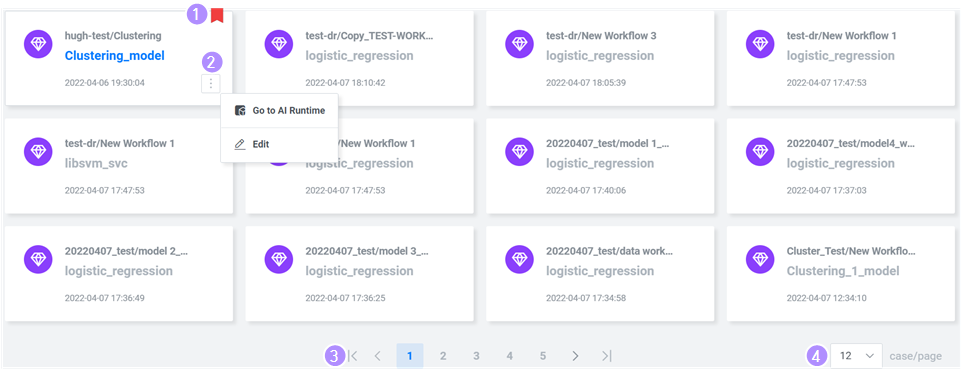 1
hugh-test/Clustering
Clustering_model
2
2022-04-06 19:30:04
test-dr/Copy_TEST-WORK...
logistic_regression
2022-04-07 18:10:42
test-dr/New Workflow 3
logistic_regression
2022-04-07 18:05:39
test-dr/New Workflow 1
logistic_regression
2022-04-07 17:47:53
Go to AI Runtime
Edit
test-dr/New Workflow 1
libsvm_svc
2022-04-07 17:47:53
/New Workflow 1
logistic_regression
2022-04-07 17:47:53
20220407_test/model 1_...
logistic_regression
2022-04-07 17:40:06
20220407_test/model4_w...
logistic_regression
2022-04-07 17:37:03
20220407_test/model 2_...
logistic_regression
2022-04-07 17:36:49
20220407_test/model 3_...
logistic_regression
2022-04-07 17:36:25
20220407_test/data work...
logistic_regression
2022-04-07 17:34:58
Cluster_Test/New Workflo...
Clustering_1_model
2022-04-07 12:34:10
3 1 2 3 4 5 4 12 case/page